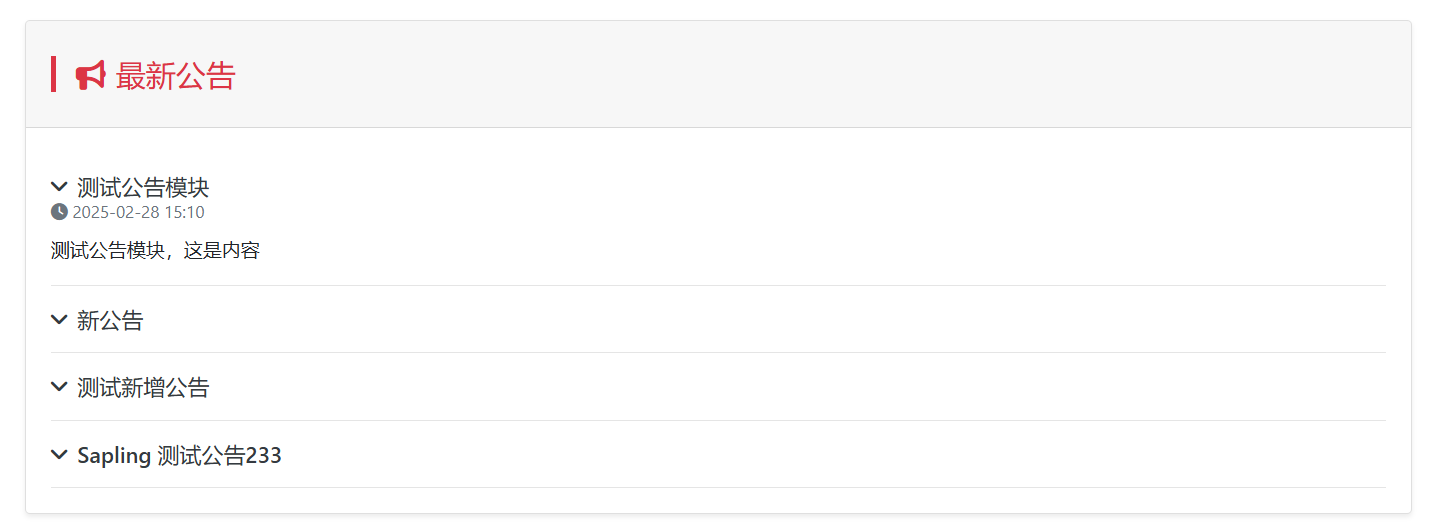 最新公告
测试公告模块
2025-02-28 15:10
测试公告模块，这是内容
新公告
测试新增公告
Sapling 测试公告233